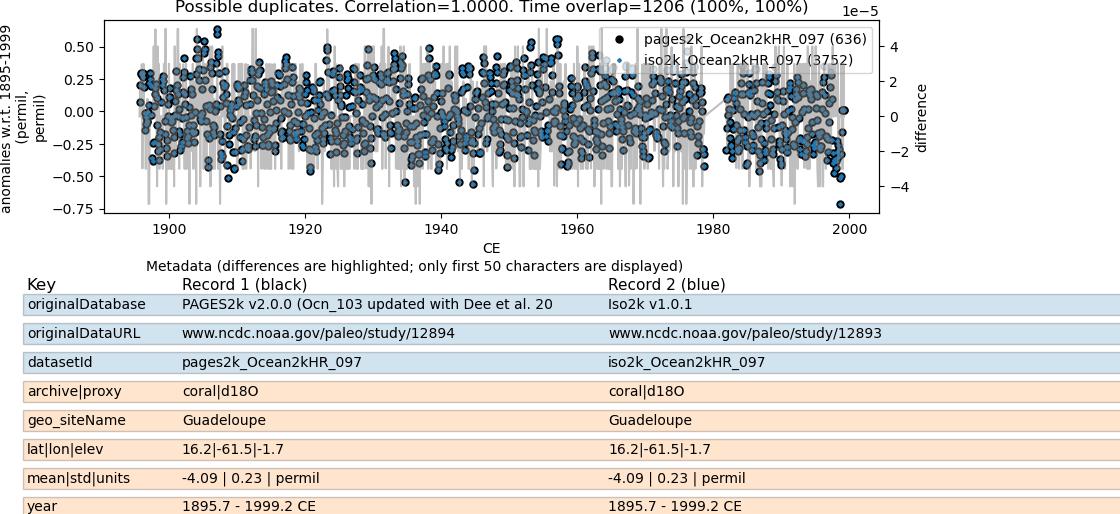 Possible duplicates. Correlation=1.0000. Time overlap=1206 (100%, 100%)
1e−5
anomalies w.r.t. 1895-1999
(permil,
permil)
0.50
0.25
0.00
−0.25
−0.50
−0.75
pages2k_Ocean2kHR_097 (636)
iso2k_Ocean2kHR_097 (3752)
4
2
0
−2
−4
difference
1900 1920 1940 1960 1980 2000
CE
Metadata (differences are highlighted; only first 50 characters are displayed)
Key Record 1 (black) Record 2 (blue)
originalDatabase PAGES2k v2.0.0 (Ocn_103 updated with Dee et al. 20 Iso2k v1.0.1
originalDataURL www.ncdc.noaa.gov/paleo/study/12894 www.ncdc.noaa.gov/paleo/study/12893
datasetId pages2k_Ocean2kHR_097 iso2k_Ocean2kHR_097
archive|proxy coral|d18O coral|d18O
geo_siteName Guadeloupe Guadeloupe
lat|lon|elev 16.2|-61.5|-1.7 16.2|-61.5|-1.7
mean|std|units -4.09 | 0.23 | permil -4.09 | 0.23 | permil
year 1895.7 - 1999.2 CE 1895.7 - 1999.2 CE